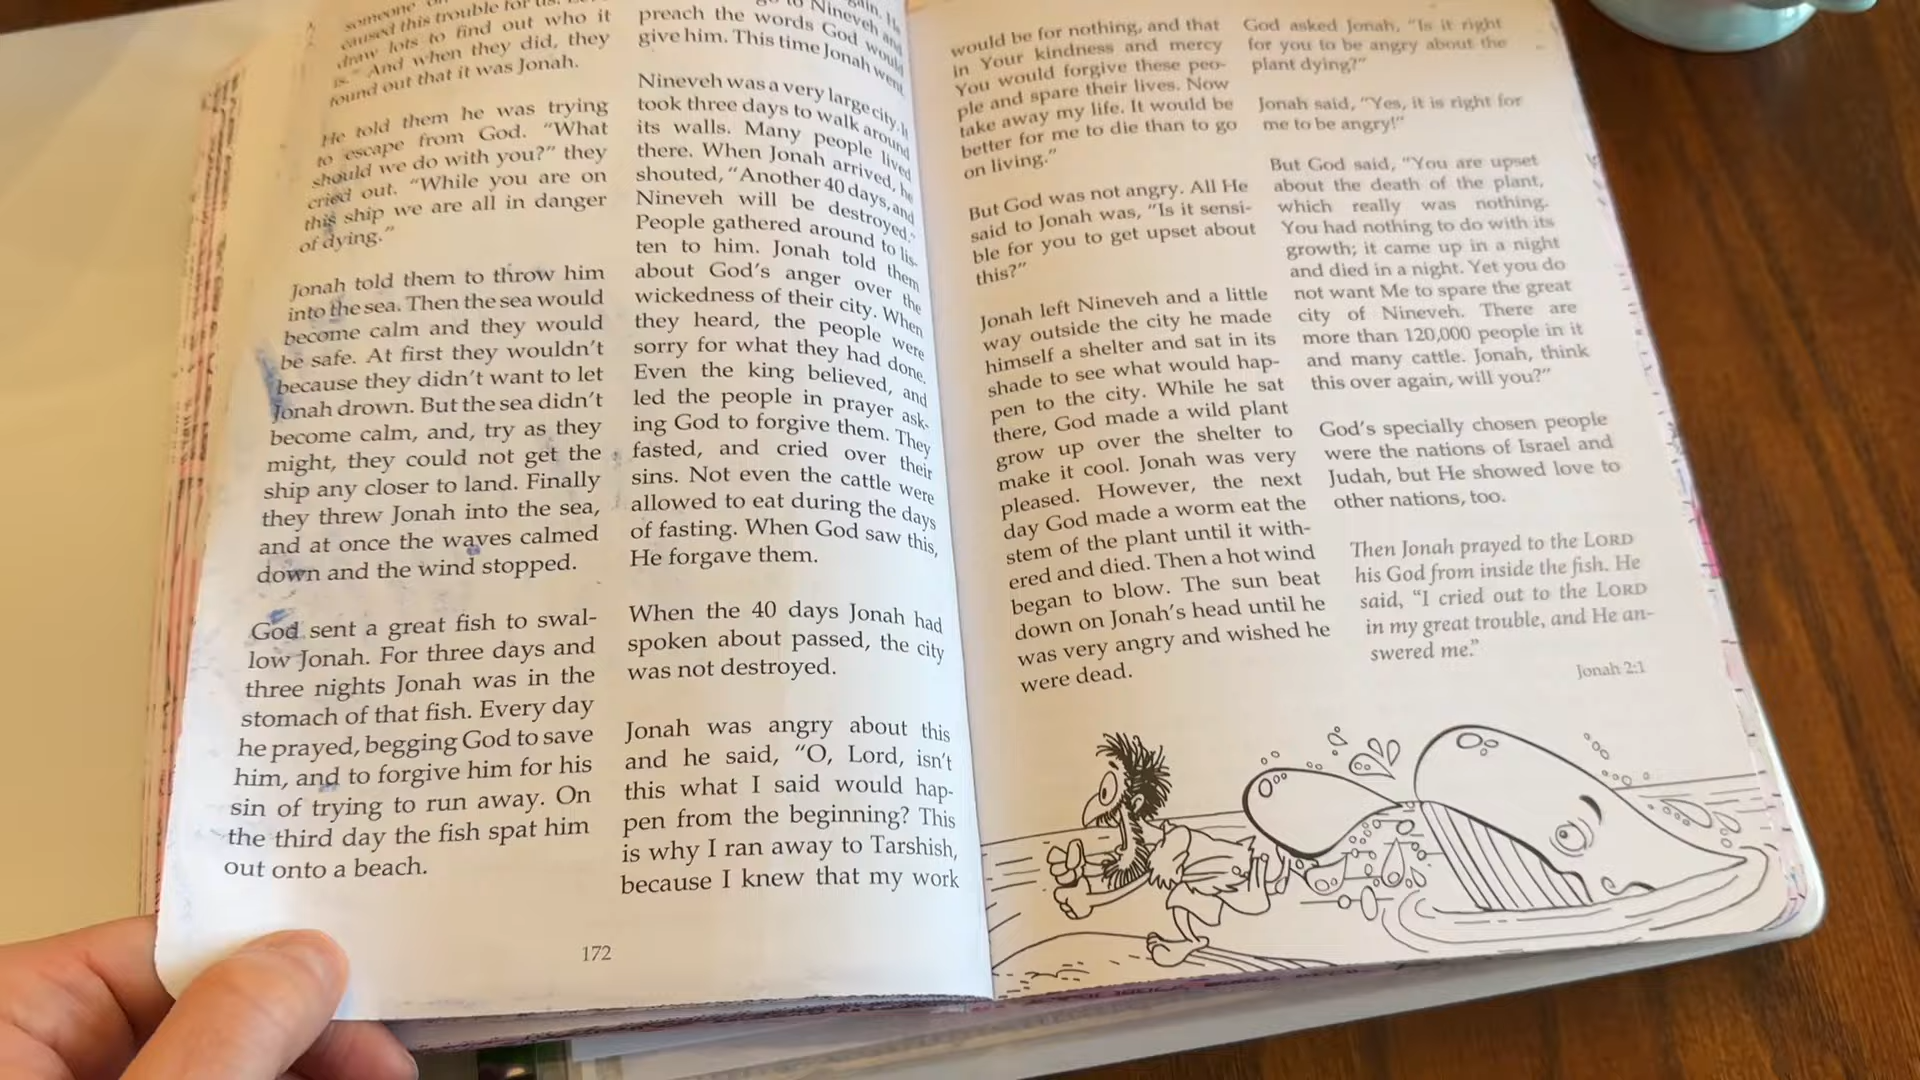 someone
caused this trouble for us.
draw lots to find out who it
is." And when they did, they
found out that it was Jonah.
He told them he was trying
to escape from God. "What
should we do with you?" they
cried out. "While you are on
this ship we are all in danger
of dying."
Jonah told them to throw him
into the sea. Then the sea would
become calm and they would
be safe. At first they wouldn't
because they didn't want to let
Jonah drown. But the sea didn't
become calm, and, try as they
might, they could not get the
ship any closer to land. Finally
they threw Jonah into the sea,
and at once the waves calmed
down and the wind stopped.
God sent a great fish to swal-
low Jonah. For three days and
three nights Jonah was in the
stomach of that fish. Every day
he prayed, begging God to save
him, and to forgive him for his
sin of trying to run away. On
the third day the fish spat him
out onto a beach.
to Nineveh and
preach the words God would
give him. This time Jonah went.
Nineveh was a very large city. It
took three days to walk around
its walls. Many people lived
there. When Jonah arrived, he
shouted, "Another 40 days, and
Nineveh will be destroyed."
People gathered around to lis-
ten to him. Jonah told them
about God's anger over the
wickedness of their city. When
they heard, the people were
sorry for what they had done.
Even the king believed, and
led the people in prayer ask-
ing God to forgive them. They
fasted, and cried over their
sins. Not even the cattle were
allowed to eat during the days
of fasting. When God saw this,
He forgave them.
When the 40 days Jonah had
spoken about passed, the city
was not destroyed.
Jonah was angry about this
and he said, "O, Lord, isn't
this what I said would hap-
pen from the beginning? This
is why I ran away to Tarshish,
because I knew that my work
172
would be for nothing, and that
in Your kindness and mercy
You would forgive these peo-
ple and spare their lives. Now
take away my life. It would be
better for me to die than to go
on living."
But God was not angry. All He
said to Jonah was, "Is it sensi-
ble for you to get upset about
this?"
Jonah left Nineveh and a little
way outside the city he made
himself a shelter and sat in its
shade to see what would hap-
pen to the city. While he sat
there, God made a wild plant
grow up over the shelter to
make it cool. Jonah was very
pleased. However, the next
day God made a worm eat the
stem of the plant until it with-
ered and died. Then a hot wind
began to blow. The sun beat
down on Jonah's head until he
was very angry and wished he
were dead.
God asked Jonah, "Is it right
for you to be angry about the
plant dying?"
Jonah said, "Yes, it is right for
me to be angry!"
But God said, "You are upset
about the death of the plant,
which really was nothing.
You had nothing to do with its
growth; it came up in a night
and died in a night. Yet you do
not want Me to spare the great
city of Nineveh. There are
more than 120,000 people in it
and many cattle. Jonah, think
this over again, will you?"
God's specially chosen people
were the nations of Israel and
Judah, but He showed love to
other nations, too.
Then Jonah prayed to the LORD
his God from inside the fish. He
said, "I cried out to the LORD
in my great trouble, and He an-
swered me."
Jonah 2:1